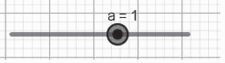 a = 1